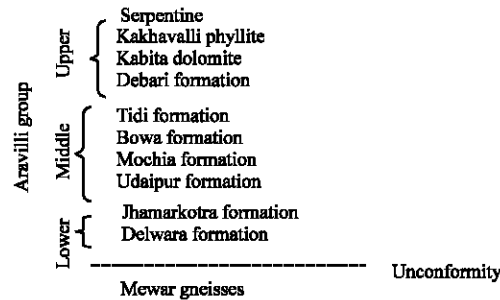 Aravilli group
Upper
Serpentine
Kakhavalli phyllite
Kabita dolomite
Debari formation
Middle
Tidi formation
Bowa formation
Mochia formation
Udaipur formation
Lower
Jhamarkotra formation
Delwara formation
Unconformity
Mewar gneisses